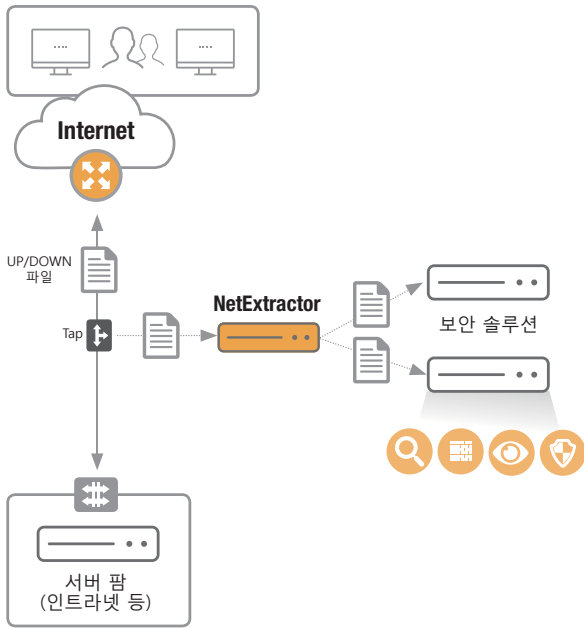 Internet
UP/DOWN
파일
Tap
NetExtractor
보안 솔루션
서버 팜
(인트라넷 등)